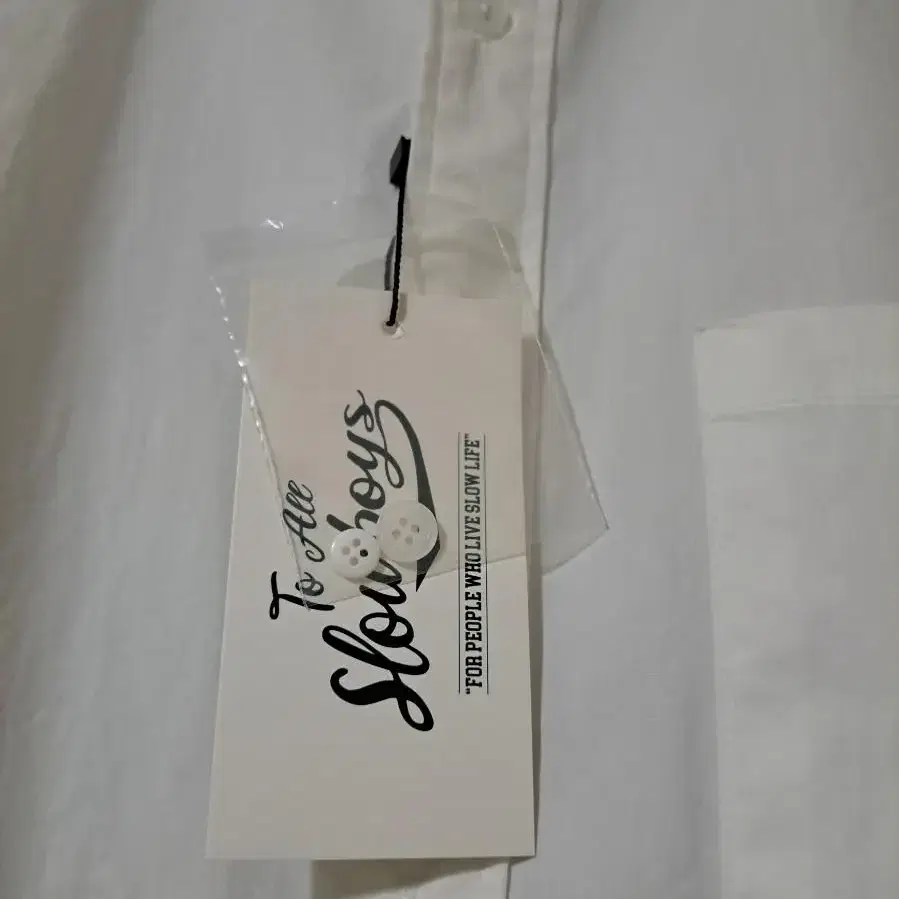 To All
Slowboys
"FOR PEOPLE WHO LIVE SLOW LIFE"